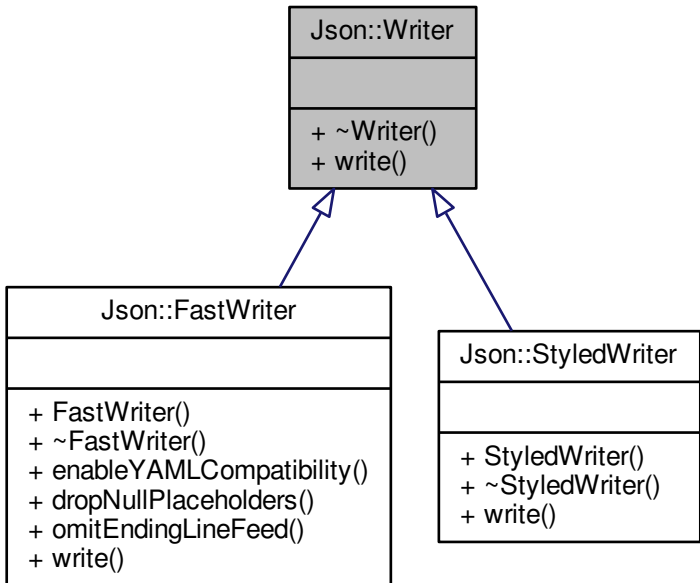 Json::Writer
+ ~Writer()
+ write()
Json::FastWriter
+ FastWriter()
+ ~FastWriter()
+ enableYAMLCompatibility()
+ dropNullPlaceholders()
+ omitEndingLineFeed()
+ write()
Json::StyledWriter
+ StyledWriter()
+ ~StyledWriter()
+ write()